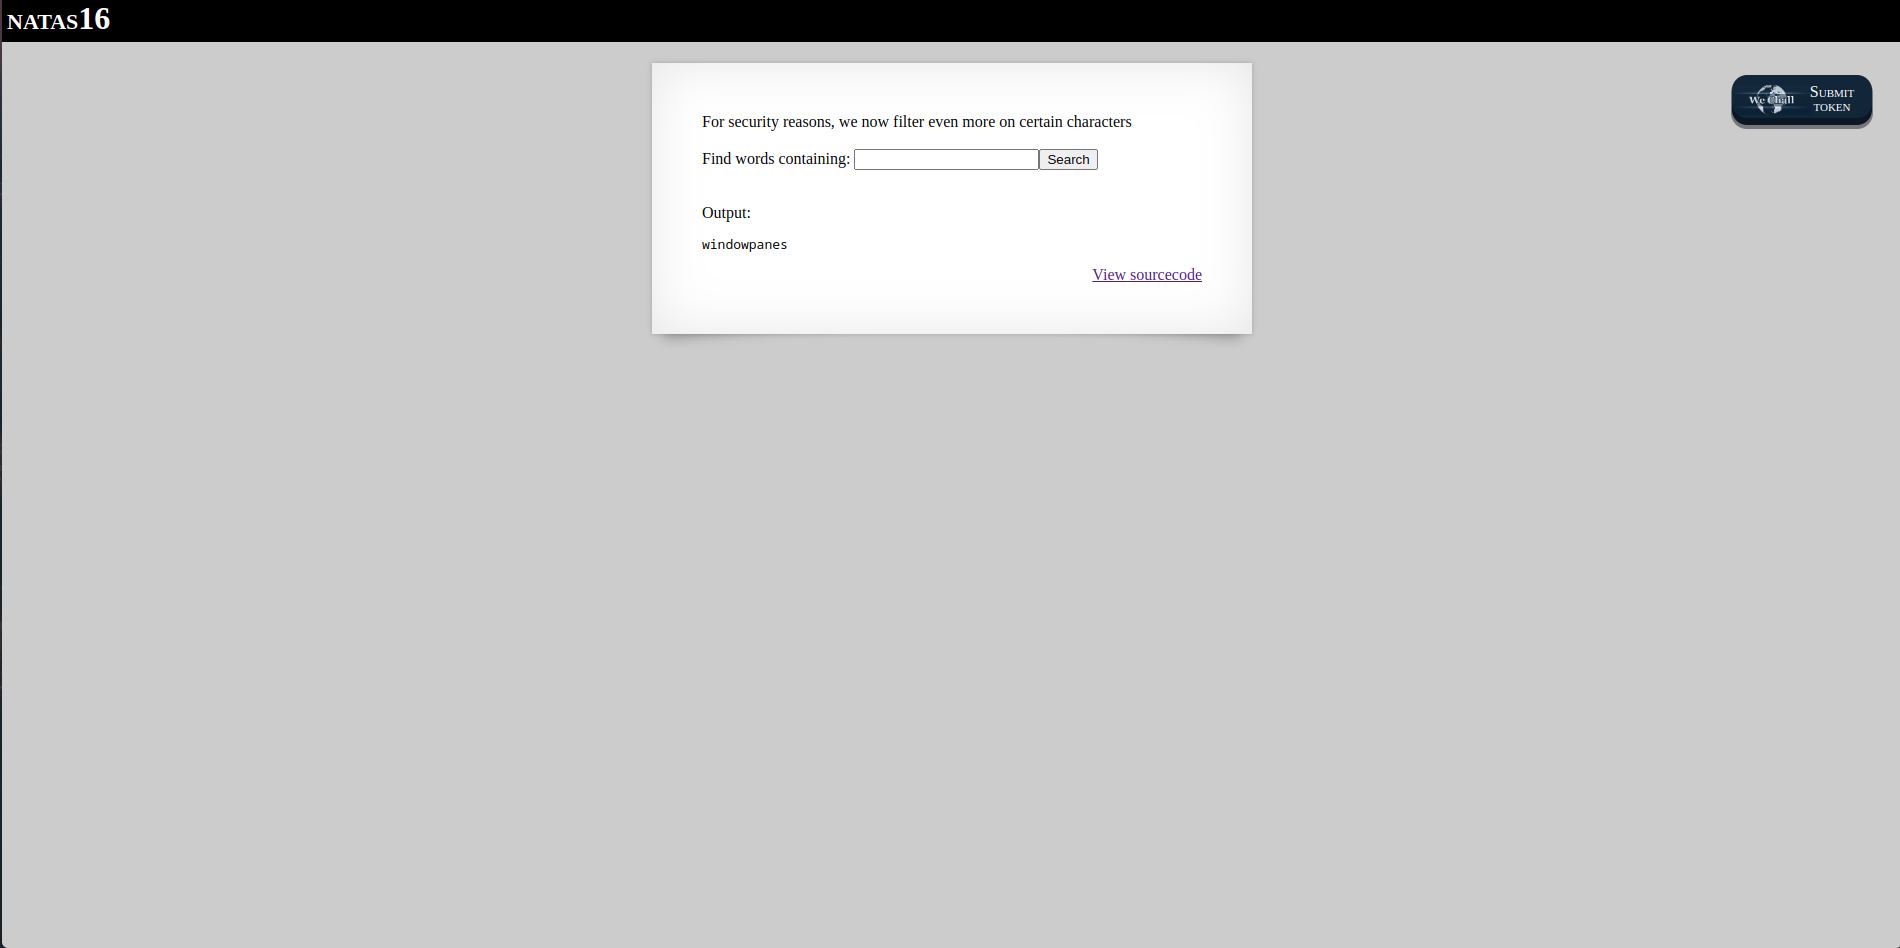 NATAS16
For security reasons, we now filter even more on certain characters
We Chall
Submit
token
Find words containing: Search
Output:
windowpanes
View sourcecode